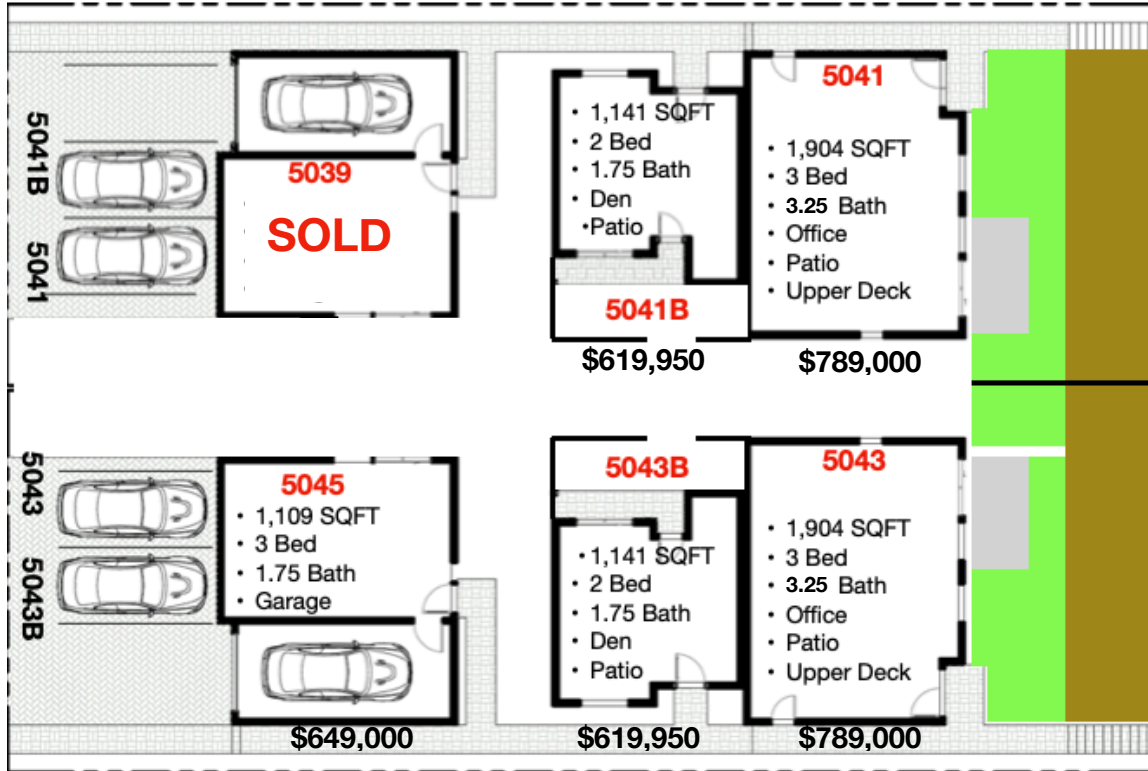 5041B
5041
5039
SOLD
• 1,141 SQFT
• 2 Bed
• 1.75 Bath
• Den
•Patio
5041B
$619,950
5041
• 1,904 SQFT
• 3 Bed
• 3.25 Bath
• Office
• Patio
• Upper Deck
$789,000
5043
5043B
5045
• 1,109 SQFT
• 3 Bed
• 1.75 Bath
• Garage
$649,000
5043B
• 1,141 SQFT
• 2 Bed
• 1.75 Bath
• Den
• Patio
$619,950
5043
• 1,904 SQFT
• 3 Bed
• 3.25 Bath
• Office
• Patio
• Upper Deck
$789,000